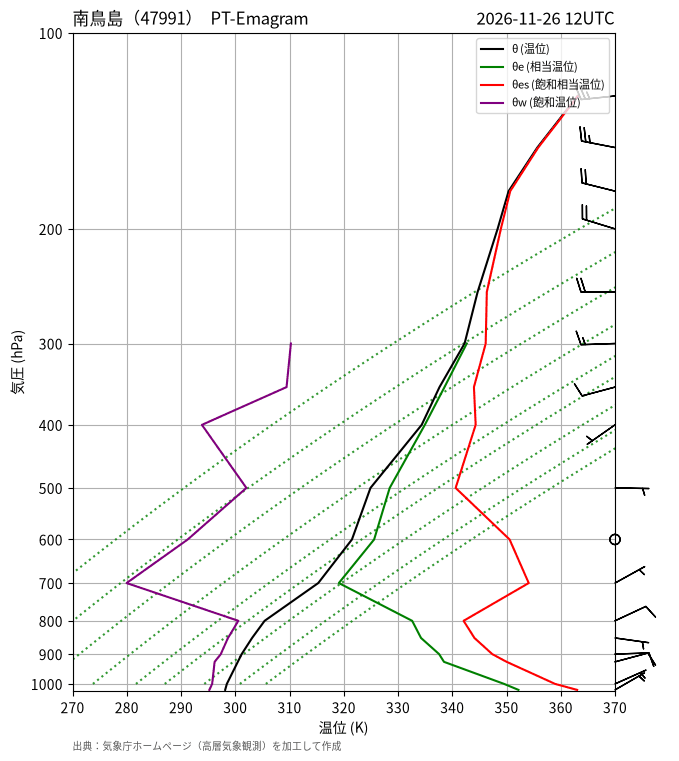 南鳥島（47991） PT-Emagram
2026-11-26 12UTC
θ (温位)
θe (相当温位)
θes (飽和相当温位)
θw (飽和温位)
100
200
300
400
500
600
700
800
900
1000
気圧 (hPa)
270 280 290 300 310 320 330 340 350 360 370
温位 (K)
出典：気象庁ホームページ（高層気象観測）を加工して作成